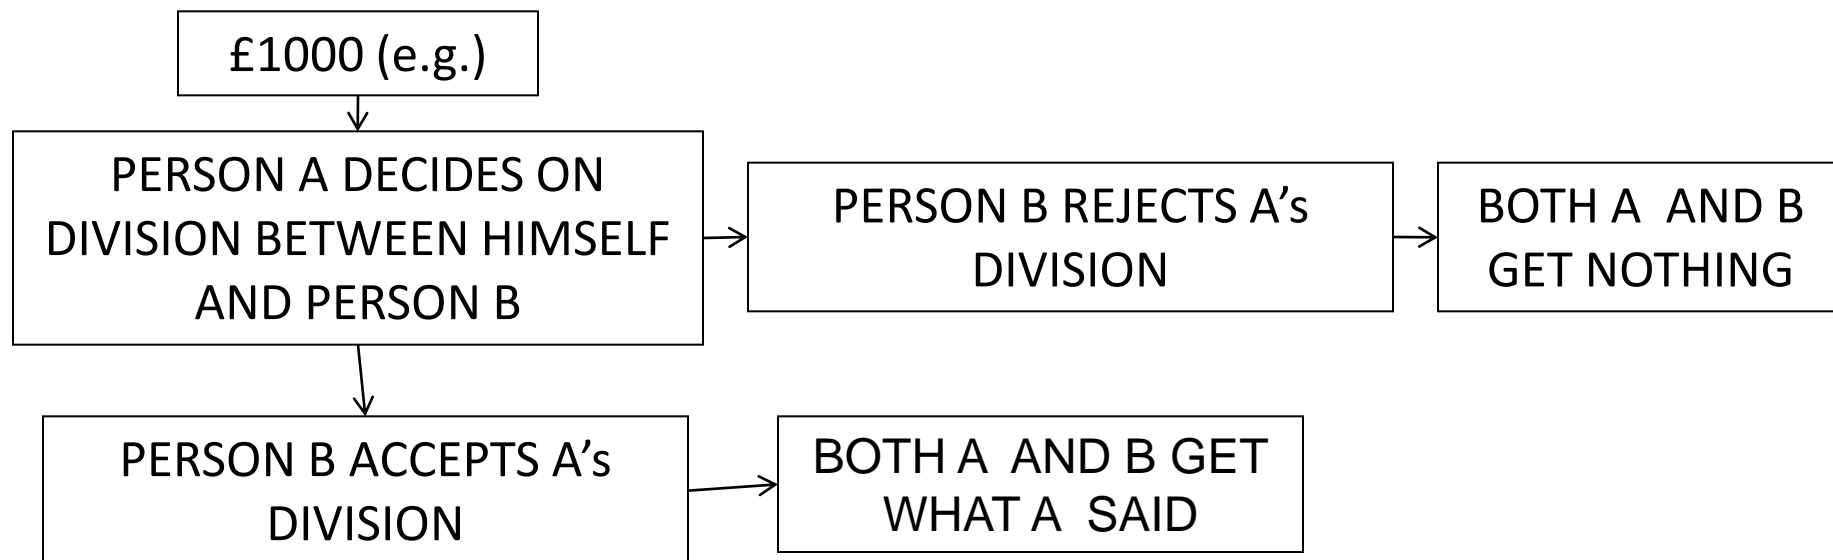 £1000 (e.g.)
PERSON A DECIDES ON
DIVISION BETWEEN HIMSELF
AND PERSON B
PERSON B REJECTS A’s
DIVISION
BOTH A  AND B
GET NOTHING
PERSON B ACCEPTS A’s
DIVISION
BOTH A  AND B GET
WHAT A  SAID